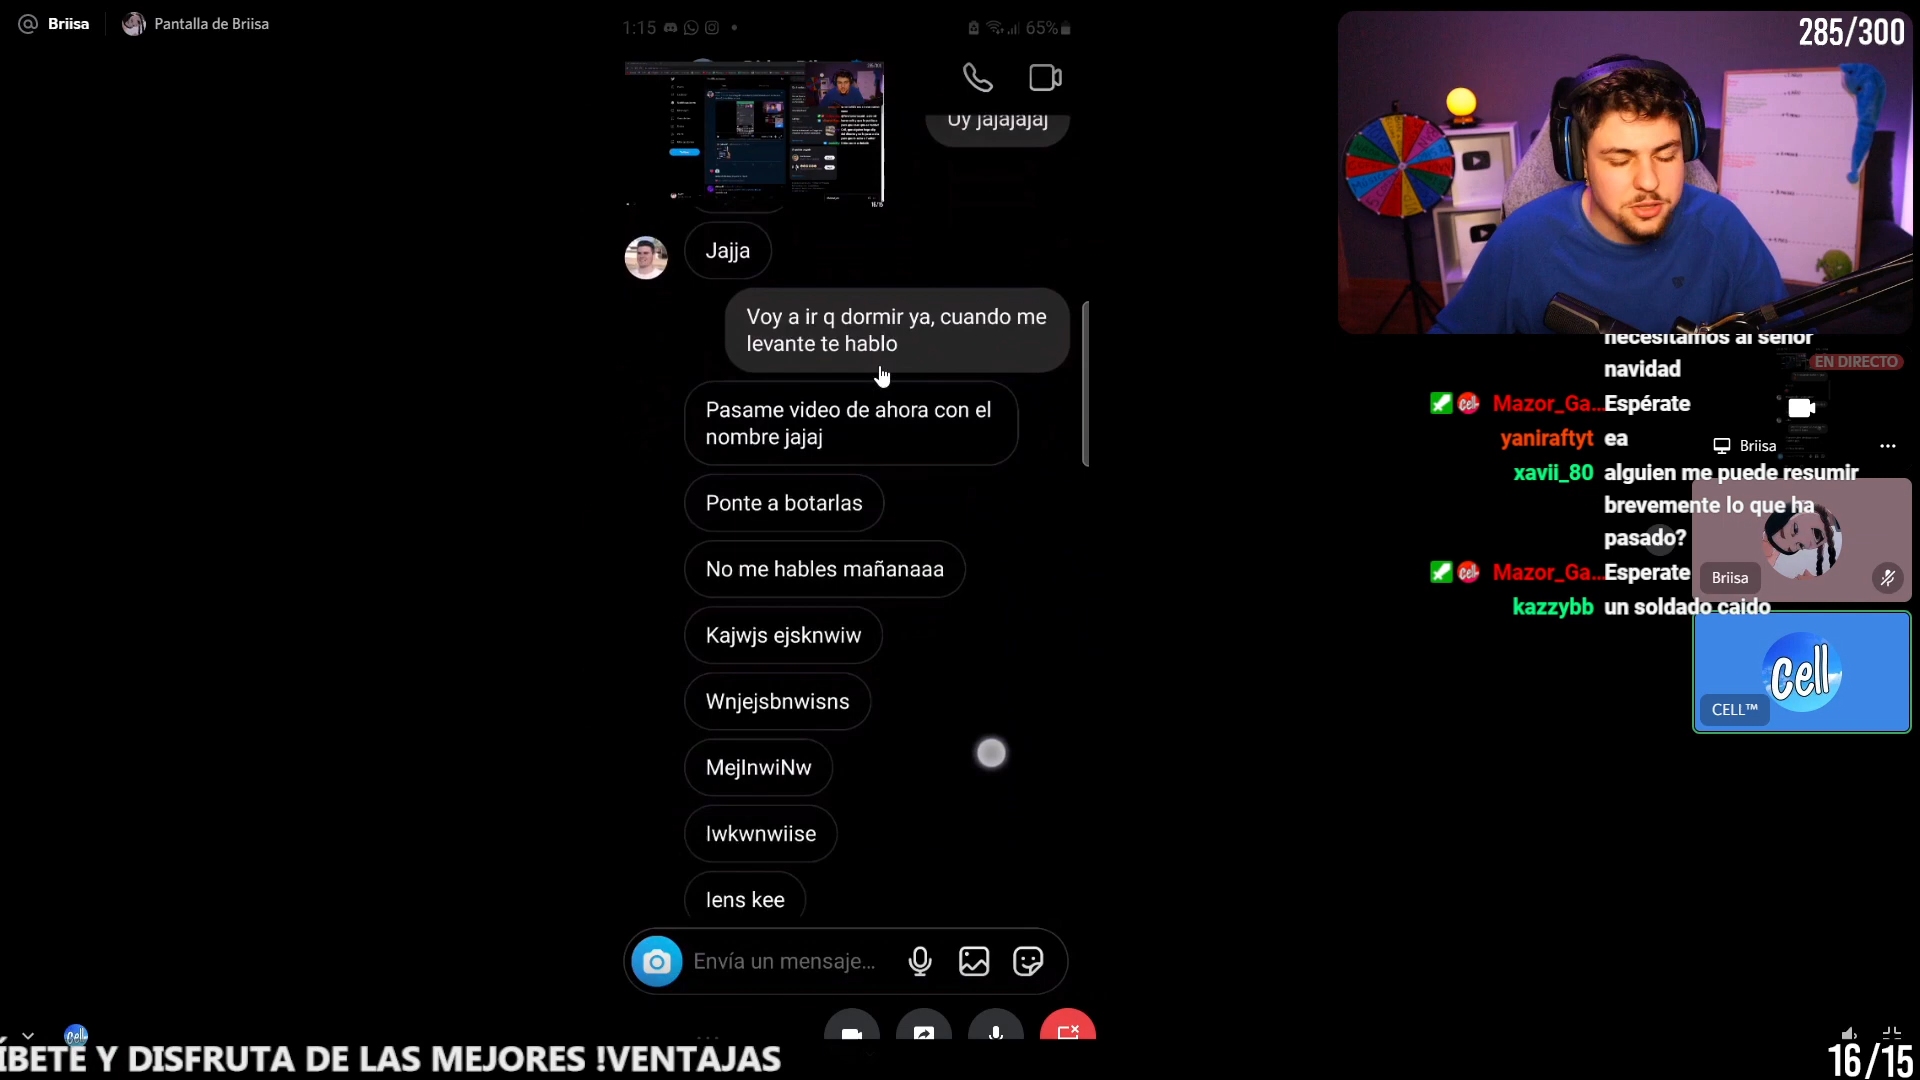 Briisa
Pantalla de Briisa
1:15
65%
285/300
Uy jajajajaj
Jajja
Voy a ir q dormir ya, cuando me
levante te hablo
Pasame video de ahora con el
nombre jajaj
Ponte a botarlas
No me hables mañanaaa
Kajwjs ejsknwiw
Wnjejsbnwisns
MejInwiNw
Iwkwnwiise
Iens kee
Envía un mensaje...
necesitamos al señor
navidad
EN DIRECTO
Mazor_Ga... Espérate
yaniraftyt ea
Briisa
xavii_80 alguien me puede resumir
brevemente lo que ha
pasado?
Mazor_Ga... Esperate
Briisa
kazzybb un soldado caido
cell
CELL™
ÍBETE Y DISFRUTA DE LAS MEJORES !VENTAJAS
16/15